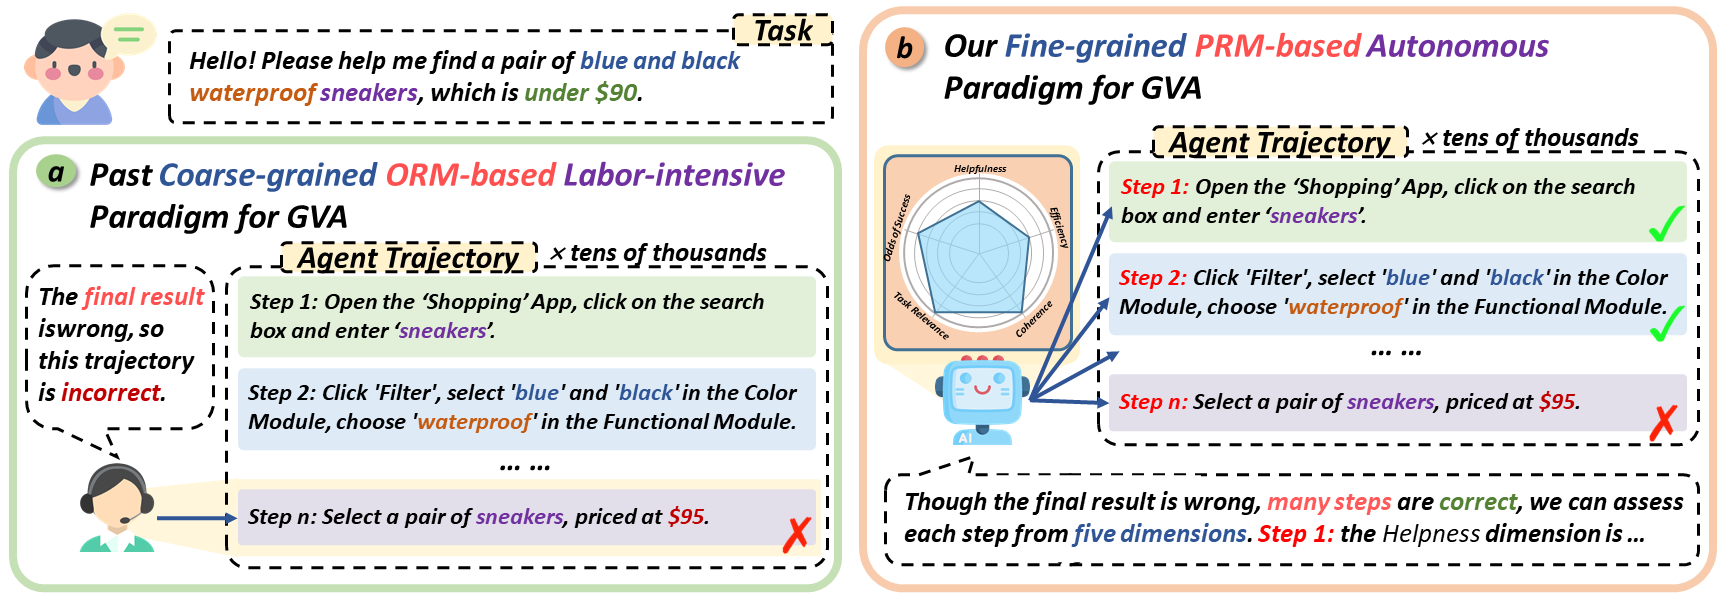 Task
Hello! Please help me find a pair of blue and black
waterproof sneakers, which is under $90.
a
Past Coarse-grained ORM-based Labor-intensive
Paradigm for GVA
Agent Trajectory × tens of thousands
The final result
iswrong, so
this trajectory
is incorrect.
Step 1: Open the ‘Shopping’ App, click on the search
box and enter ‘sneakers’.
Step 2: Click 'Filter', select 'blue' and 'black' in the Color
Module, choose 'waterproof' in the Functional Module.
... ...
Step n: Select a pair of sneakers, priced at $95.
b
Our Fine-grained PRM-based Autonomous
Paradigm for GVA
Agent Trajectory × tens of thousands
Helpfulness
Efficiency
Coherence
Task Relevance
Odds of Success
AI
Step 1: Open the ‘Shopping’ App, click on the search
box and enter ‘sneakers’.
Step 2: Click 'Filter', select 'blue' and 'black' in the Color
Module, choose 'waterproof' in the Functional Module.
... ...
Step n: Select a pair of sneakers, priced at $95.
Though the final result is wrong, many steps are correct, we can assess
each step from five dimensions. Step 1: the Helpness dimension is ...